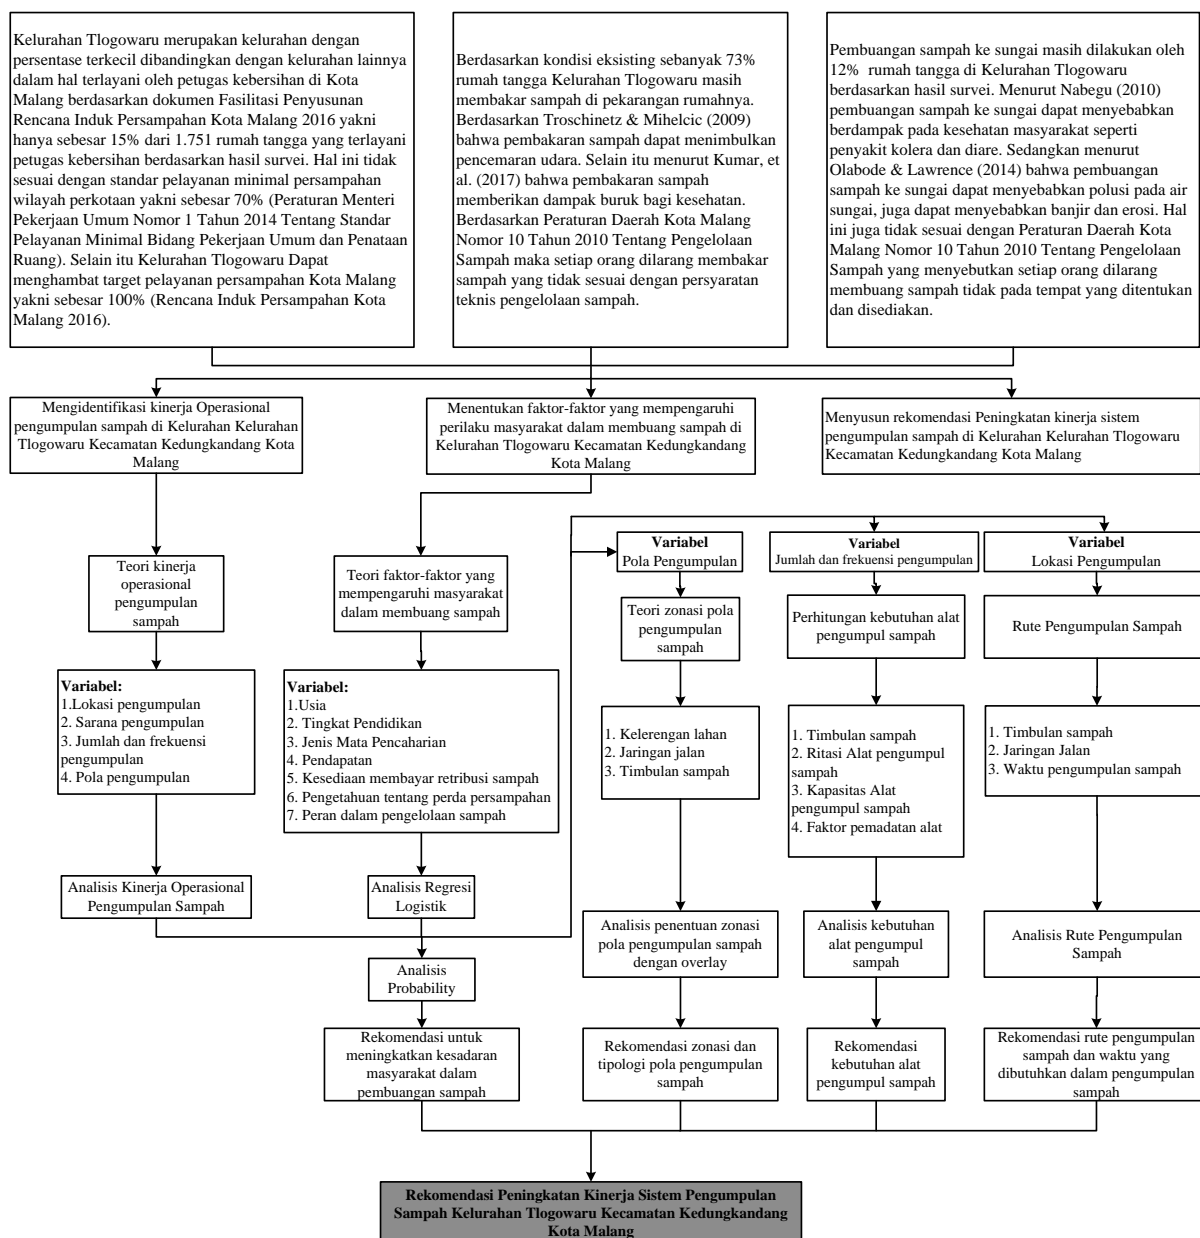 Kelurahan Tlogowaru merupakan kelurahan dengan
persentase terkecil dibandingkan dengan kelurahan lainnya
dalam hal terlayani oleh petugas kebersihan di Kota
Malang berdasarkan dokumen Fasilitasi Penyusunan
Rencana Induk Persampahan Kota Malang 2016 yakni
hanya sebesar 15% dari 1.751 rumah tangga yang terlayani
petugas kebersihan berdasarkan hasil survei. Hal ini tidak
sesuai dengan standar pelayanan minimal persampahan
wilayah perkotaan yakni sebesar 70% (Peraturan Menteri
Pekerjaan Umum Nomor 1 Tahun 2014 Tentang Standar
Pelayanan Minimal Bidang Pekerjaan Umum dan Penataan
Ruang). Selain itu Kelurahan Tlogowaru Dapat
menghambat target pelayanan persampahan Kota Malang
yakni sebesar 100% (Rencana Induk Persampahan Kota
Malang 2016).
Berdasarkan kondisi eksisting sebanyak 73%
rumah tangga Kelurahan Tlogowaru masih
membakar sampah di pekarangan rumahnya.
Berdasarkan Troschinetz & Mihelcic (2009)
bahwa pembakaran sampah dapat menimbulkan
pencemaran udara. Selain itu menurut Kumar, et
al. (2017) bahwa pembakaran sampah
memberikan dampak buruk bagi kesehatan.
Berdasarkan Peraturan Daerah Kota Malang
Nomor 10 Tahun 2010 Tentang Pengelolaan
Sampah maka setiap orang dilarang membakar
sampah yang tidak sesuai dengan persyaratan
teknis pengelolaan sampah.
Pembuangan sampah ke sungai masih dilakukan oleh
12% rumah tangga di Kelurahan Tlogowaru
berdasarkan hasil survei. Menurut Nabegu (2010)
pembuangan sampah ke sungai dapat menyebabkan
berdampak pada kesehatan masyarakat seperti
penyakit kolera dan diare. Sedangkan menurut
Olabode & Lawrence (2014) bahwa pembuangan
sampah ke sungai dapat menyebabkan polusi pada air
sungai, juga dapat menyebabkan banjir dan erosi. Hal
ini juga tidak sesuai dengan Peraturan Daerah Kota
Malang Nomor 10 Tahun 2010 Tentang Pengelolaan
Sampah yang menyebutkan setiap orang dilarang
membuang sampah tidak pada tempat yang ditentukan
dan disediakan.
Mengidentifikasi kinerja Operasional
pengumpulan sampah di Kelurahan Kelurahan
Tlogowaru Kecamatan Kedungkandang Kota
Malang
Menentukan faktor-faktor yang mempengaruhi
perilaku masyarakat dalam membuang sampah di
Kelurahan Tlogowaru Kecamatan Kedungkandang
Kota Malang
Menyusun rekomendasi Peningkatan kinerja sistem
pengumpulan sampah di Kelurahan Kelurahan Tlogowaru
Kecamatan Kedungkandang Kota Malang
Teori kinerja
operasional
pengumpulan
sampah
Teori faktor-faktor yang
mempengaruhi masyarakat
dalam membuang sampah
Variabel
Pola Pengumpulan
Variabel
Jumlah dan frekuensi pengumpulan
Variabel
Lokasi Pengumpulan
Teori zonasi pola
pengumpulan
sampah
Perhitungan kebutuhan alat
pengumpul sampah
Rute Pengumpulan Sampah
Variabel:
1.Lokasi pengumpulan
2. Sarana pengumpulan
3. Jumlah dan frekuensi
pengumpulan
4. Pola pengumpulan
Variabel:
1.Usia
2. Tingkat Pendidikan
3. Jenis Mata Pencaharian
4. Pendapatan
5. Kesediaan membayar retribusi sampah
6. Pengetahuan tentang perda persampahan
7. Peran dalam pengelolaan sampah
1. Kelerengan lahan
2. Jaringan jalan
3. Timbulan sampah
1. Timbulan sampah
2. Ritasi Alat pengumpul
sampah
3. Kapasitas Alat
pengumpul sampah
4. Faktor pemadatan alat
1. Timbulan sampah
2. Jaringan Jalan
3. Waktu pengumpulan sampah
Analisis Kinerja Operasional
Pengumpulan Sampah
Analisis Regresi
Logistik
Analisis penentuan zonasi
pola pengumpulan sampah
dengan overlay
Analisis kebutuhan
alat pengumpul
sampah
Analisis Rute Pengumpulan
Sampah
Analisis
Probability
Rekomendasi untuk
meningkatkan kesadaran
masyarakat dalam
pembuangan sampah
Rekomendasi zonasi dan
tipologi pola pengumpulan
sampah
Rekomendasi
kebutuhan alat
pengumpul sampah
Rekomendasi rute pengumpulan
sampah dan waktu yang
dibutuhkan dalam pengumpulan
sampah
Rekomendasi Peningkatan Kinerja Sistem Pengumpulan
Sampah Kelurahan Tlogowaru Kecamatan Kedungkandang
Kota Malang